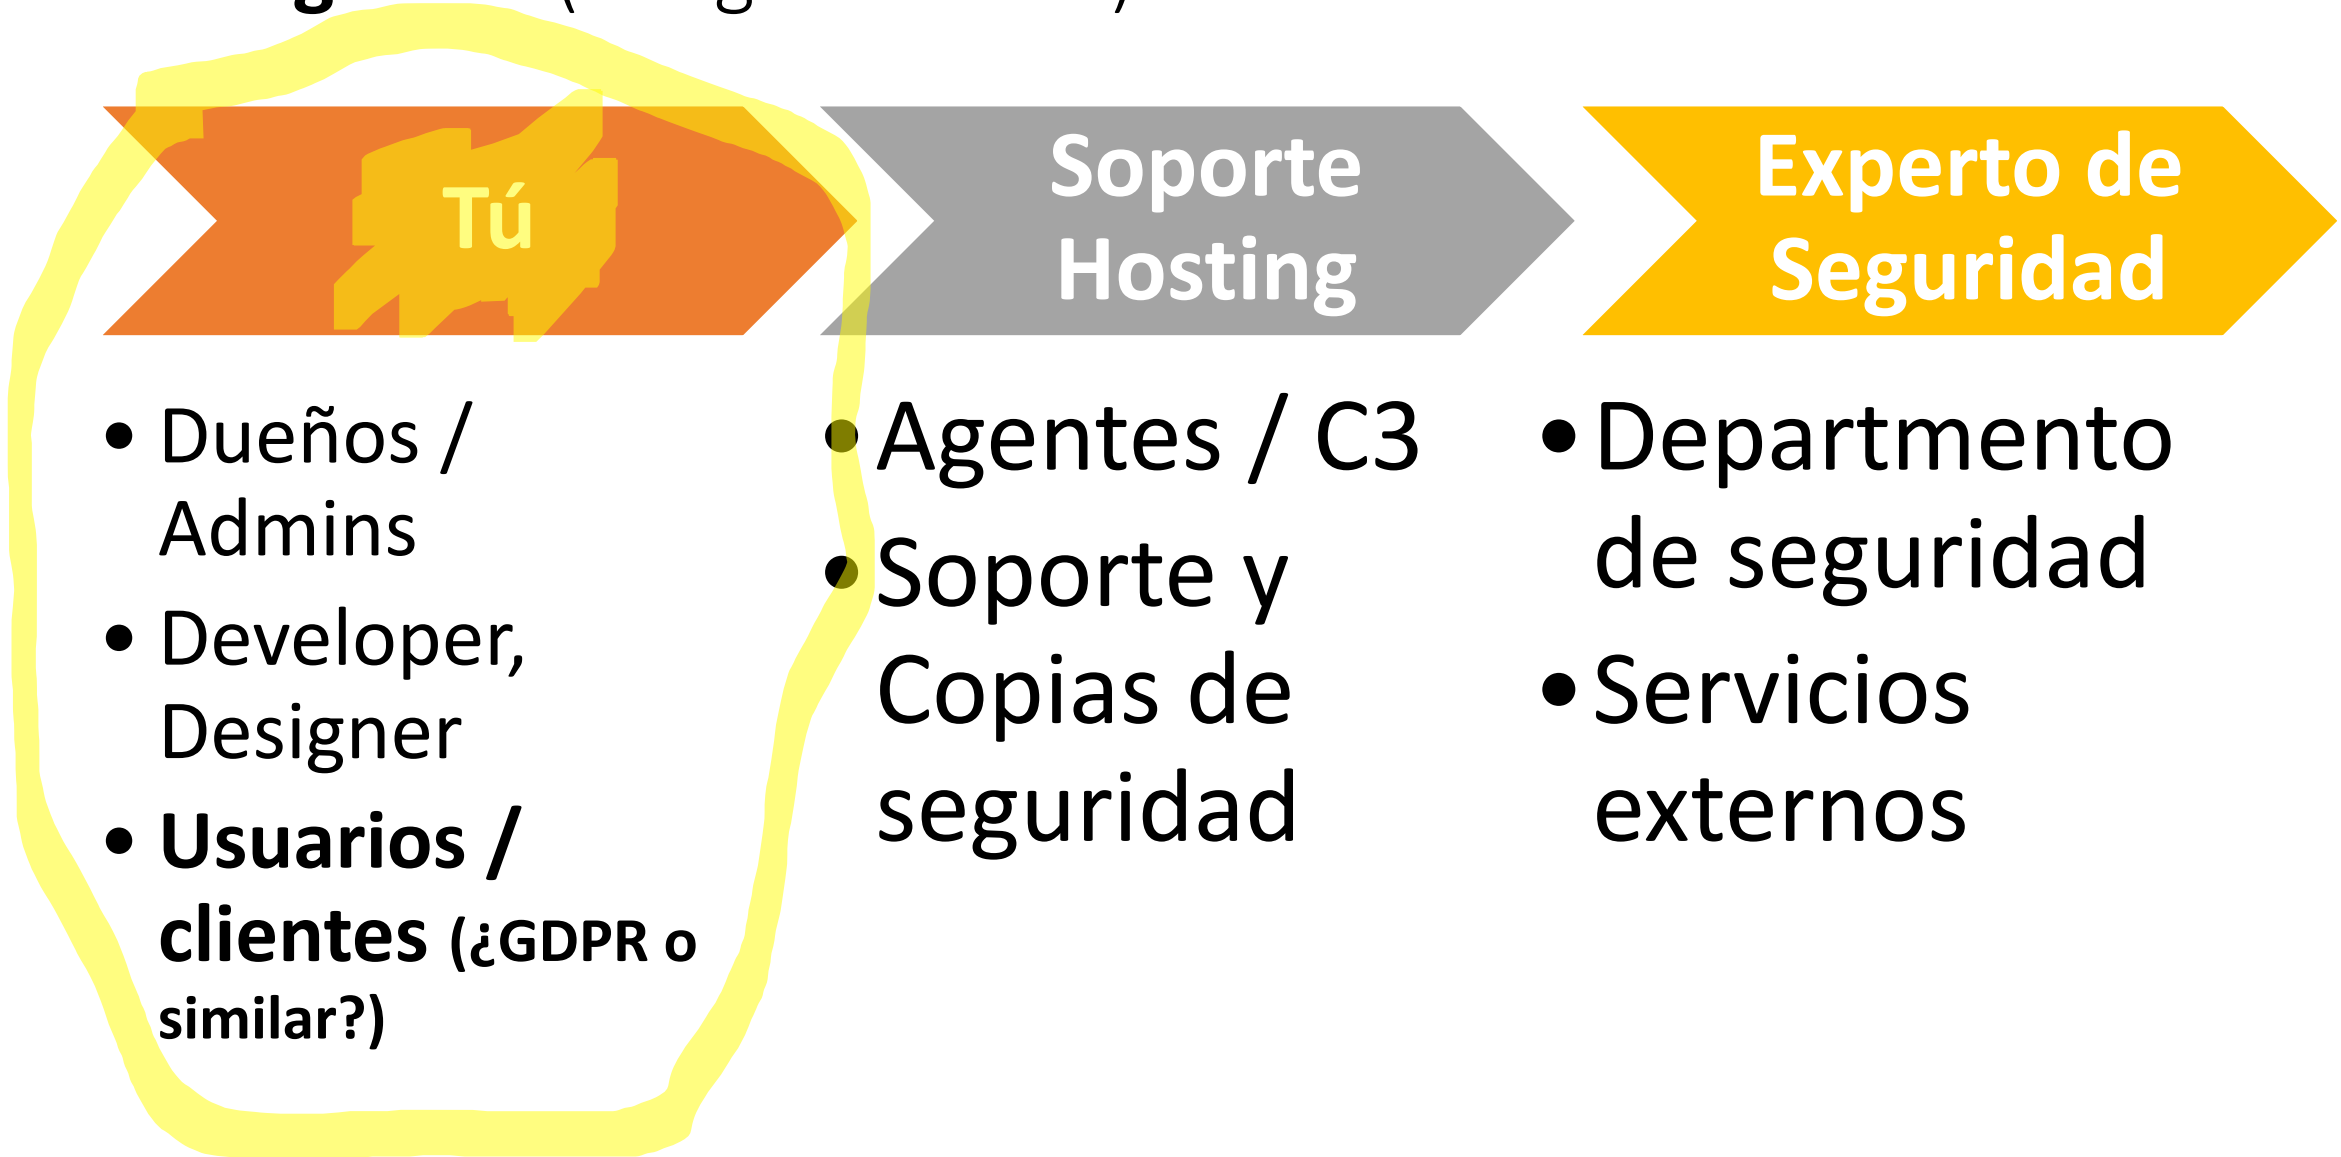 Tú
Dueños /
Admins
Developer,
Designer
Usuarios /
clientes (¿GDPR o
similar?)
Soporte
Hosting
Agentes / C3
Soporte y
Copias de
seguridad
Experto de
Seguridad
Departmento
de seguridad
Servicios
externos